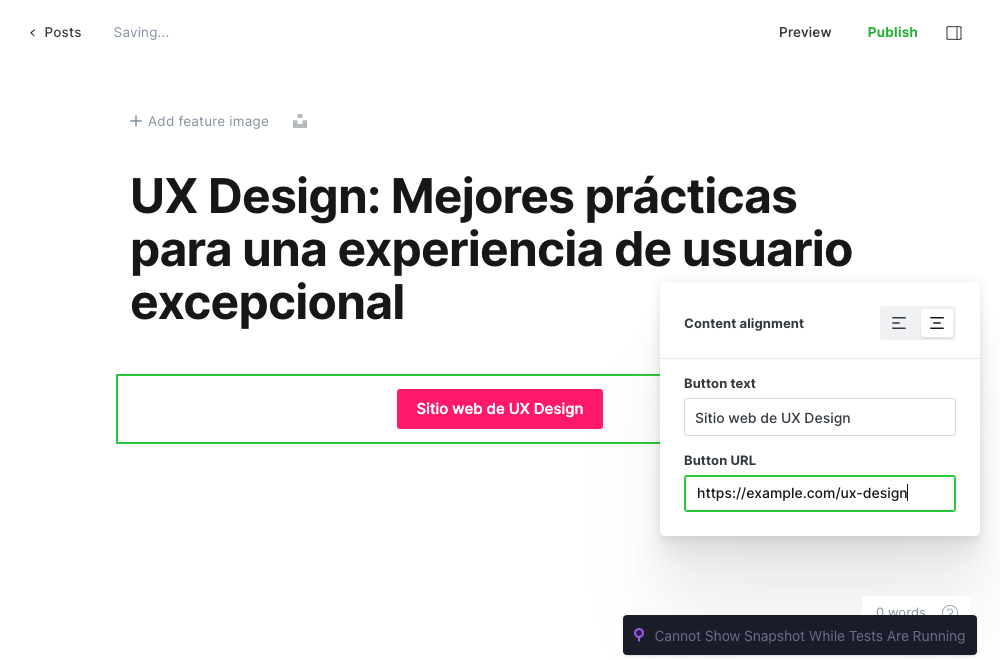 Posts
Saving...
Preview
Publish
Add feature image
UX Design: Mejores prácticas
para una experiencia de usuario
excepcional
Content alignment
Sitio web de UX Design
Button text
Sitio web de UX Design
Button URL
https://example.com/ux-design
0 words
Cannot Show Snapshot While Tests Are Running